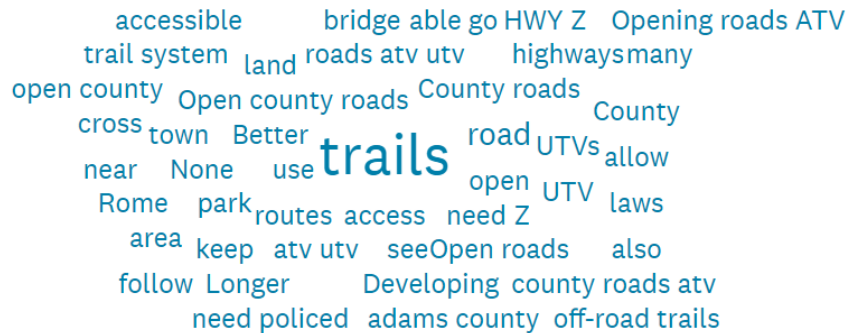 accessible bridge able go HWY Z Opening roads ATV
trail system land roads atv utv highways many
open county Open county roads County roads County
cross town Better trails road UTVs allow
near None use open UTV laws
Rome park routes access need Z
area keep atv utv see Open roads also
follow Longer Developing county roads atv
need policed adams county off-road trails